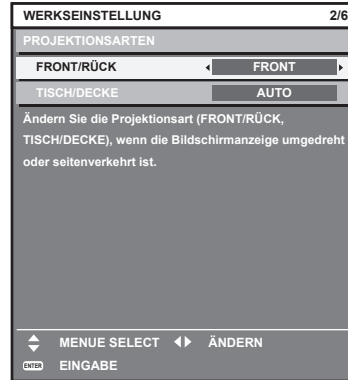 WERKSEINSTELLUNG 2/6
PROJEKTIONSARTEN
FRONT/RÜCK FRONT
TISCH/DECKE AUTO
Ändern Sie die Projektionsart (FRONT/RÜCK,
TISCH/DECKE), wenn die Bildschirmanzeige umgedreht
oder seitenverkehrt ist.
MENUE SELECT ÄNDERN
ENTER EINGABE